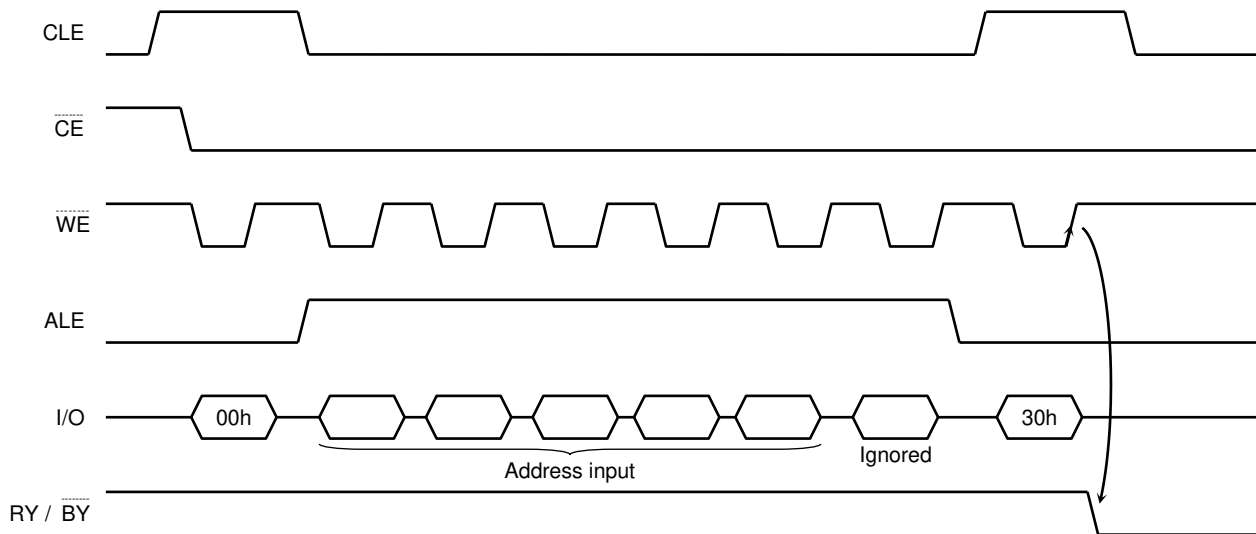 CLE
CE
WE
ALE
I/O
00h
30h
Address input
Ignored
RY / BY